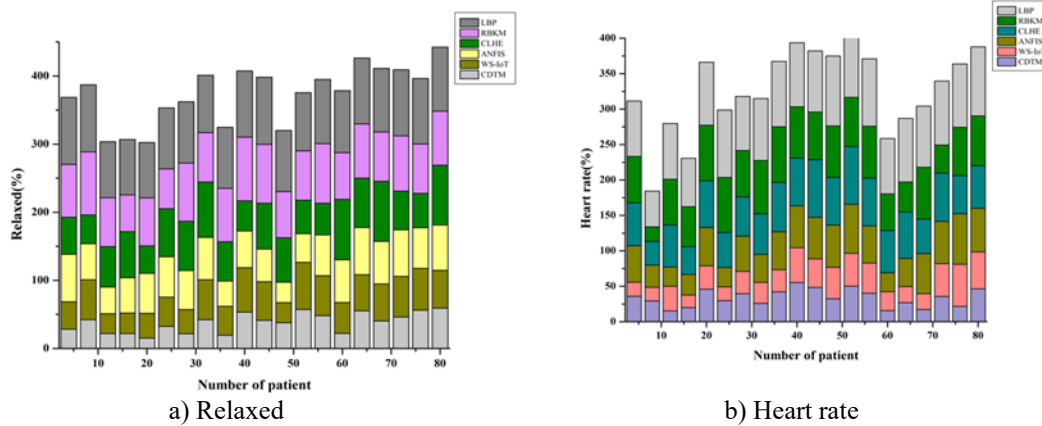 LBP
RBKM
CLHE
ANFIS
WS-IoT
CDTM
400
300
200
100
0
Relaxed(%)
10 20 30 40 50 60 70 80
Number of patient
a) Relaxed
LBP
RBKM
CLHE
ANFIS
WS-IoT
CDTM
400
350
300
250
200
150
100
50
0
Heart rate(%)
10 20 30 40 50 60 70 80
Number of patient
b) Heart rate